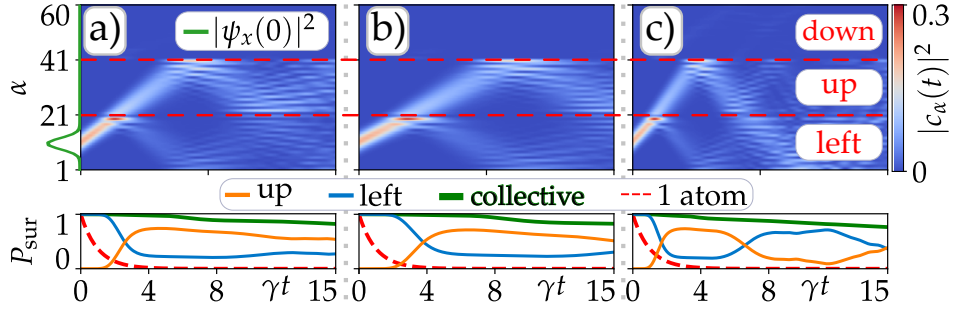 60
41
α
21
1
a)
|ψx(0)|²
b)
c)
down
up
left
0.3
|cα(t)|²
0
up
left
collective
1 atom
1
Psur
0
0 4 8 γt 15
0 4 8 γt 15
0 4 8 γt 15